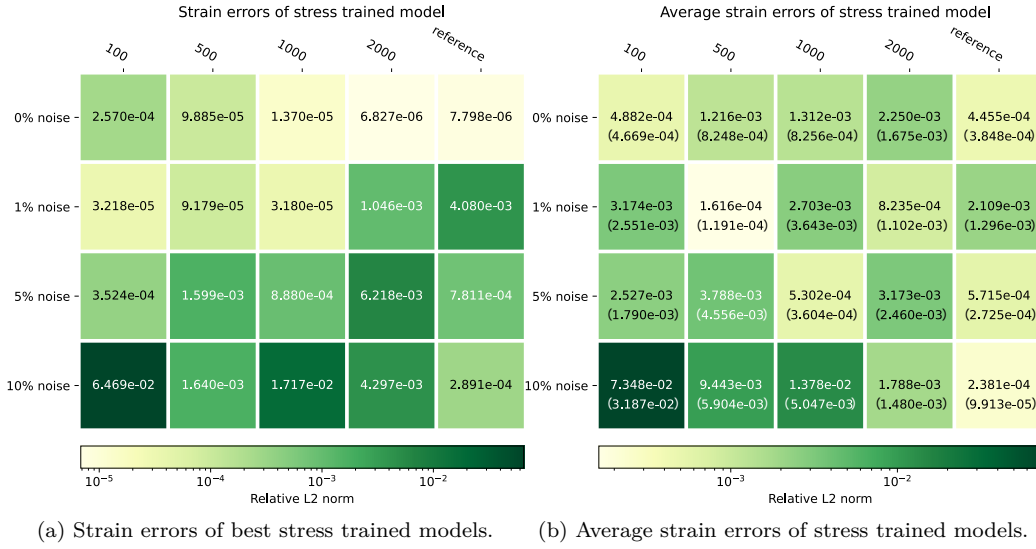 Strain errors of stress trained model
100 500 1000 2000 reference
0% noise 2.570e-04 9.885e-05 1.370e-05 6.827e-06 7.798e-06
1% noise 3.218e-05 9.179e-05 3.180e-05 1.046e-03 4.080e-03
5% noise 3.524e-04 1.599e-03 8.880e-04 6.218e-03 7.811e-04
10% noise 6.469e-02 1.640e-03 1.717e-02 4.297e-03 2.891e-04
10⁻⁵ 10⁻⁴ 10⁻³ 10⁻²
Relative L2 norm
(a) Strain errors of best stress trained models.
Average strain errors of stress trained model
100 500 1000 2000 reference
0% noise 4.882e-04 1.216e-03 1.312e-03 2.250e-03 4.455e-04
(4.669e-04) (8.248e-04) (8.256e-04) (1.675e-03) (3.848e-04)
1% noise 3.174e-03 1.616e-04 2.703e-03 8.235e-04 2.109e-03
(2.551e-03) (1.191e-04) (3.643e-03) (1.102e-03) (1.296e-03)
5% noise 2.527e-03 3.788e-03 5.302e-04 3.173e-03 5.715e-04
(1.790e-03) (4.556e-03) (3.604e-04) (2.460e-03) (2.725e-04)
10% noise 7.348e-02 9.443e-03 1.378e-02 1.788e-03 2.381e-04
(3.187e-02) (5.904e-03) (5.047e-03) (1.480e-03) (9.913e-05)
10⁻³ 10⁻²
Relative L2 norm
(b) Average strain errors of stress trained models.